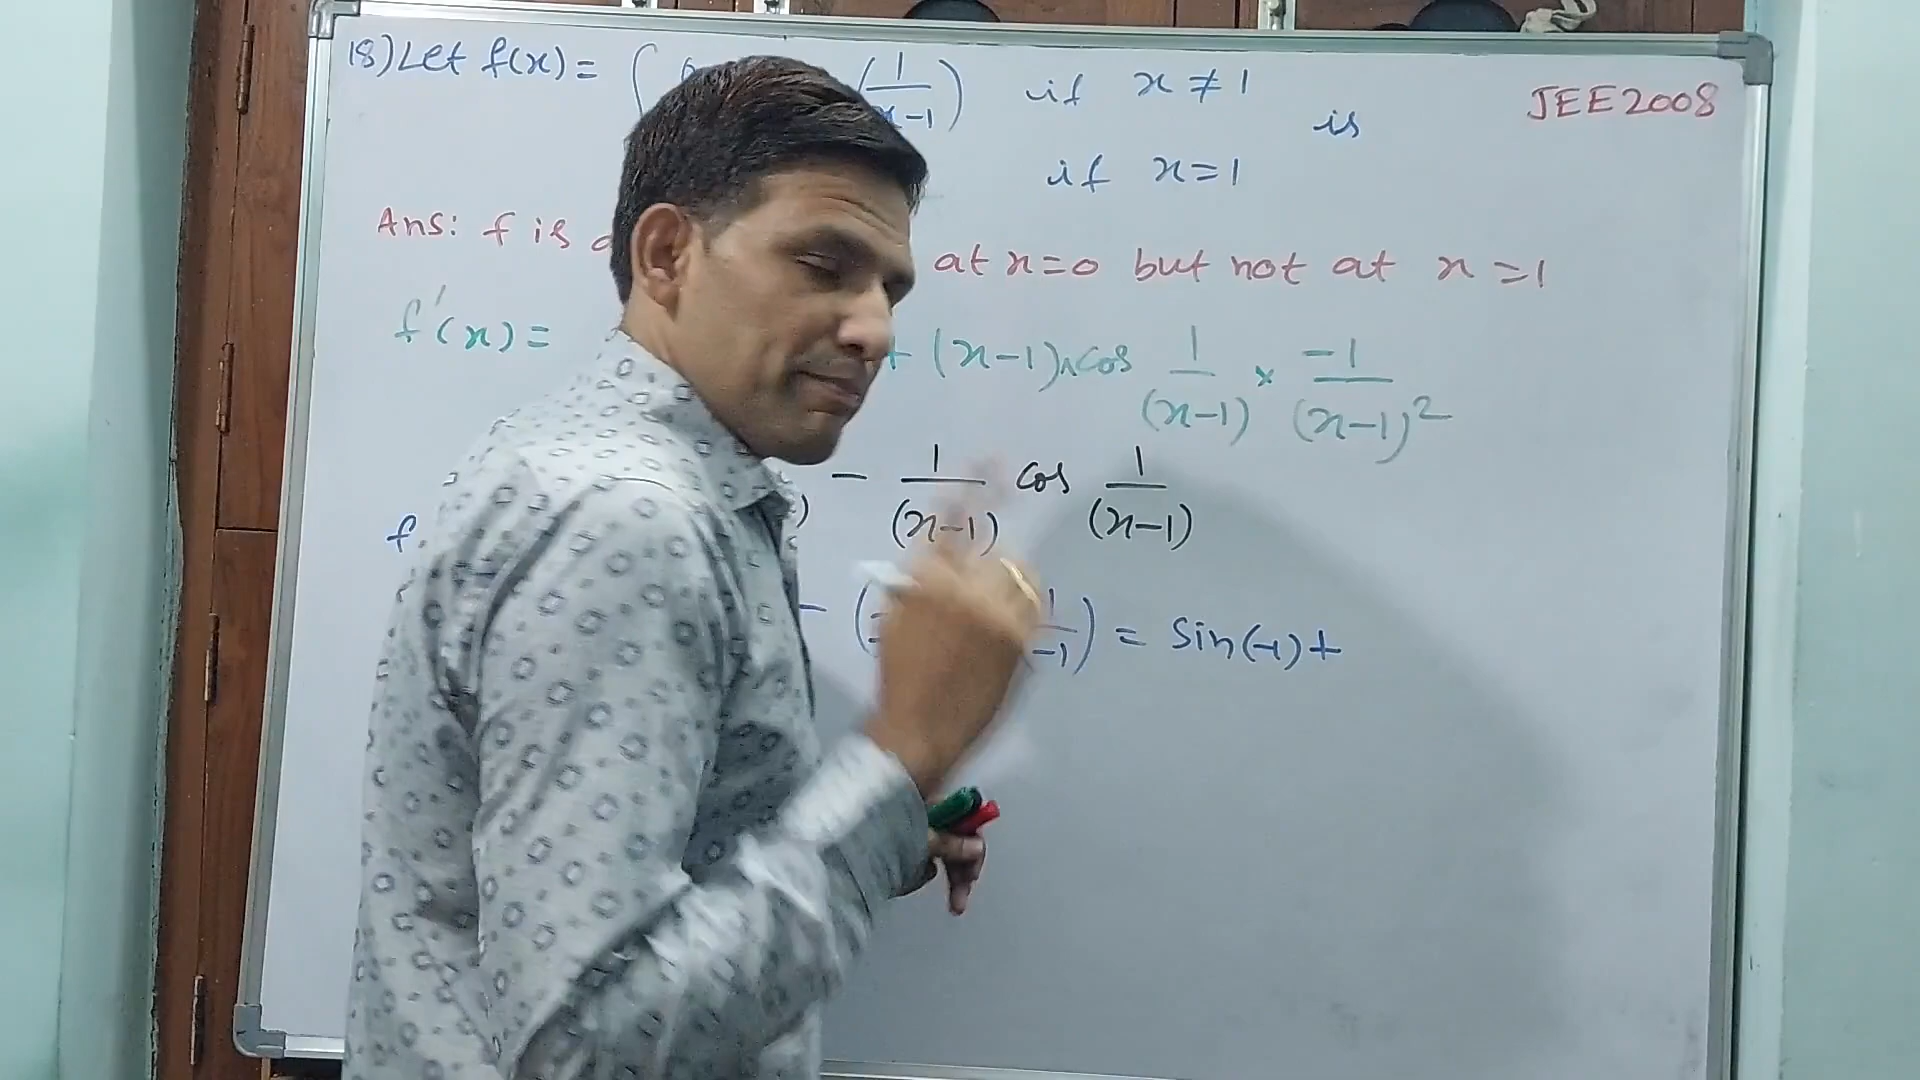 18) Let f(x) = { ( (1/(x-1)) if x ≠ 1
is
JEE2008
if x = 1
Ans: f is at x=0 but not at x = 1
f'(x) = + (x-1) x cos 1/(x-1) x -1/(x-1)²
) - 1/(x-1) cos 1/(x-1)
f
- ( 1/-1) = Sin(-1) +